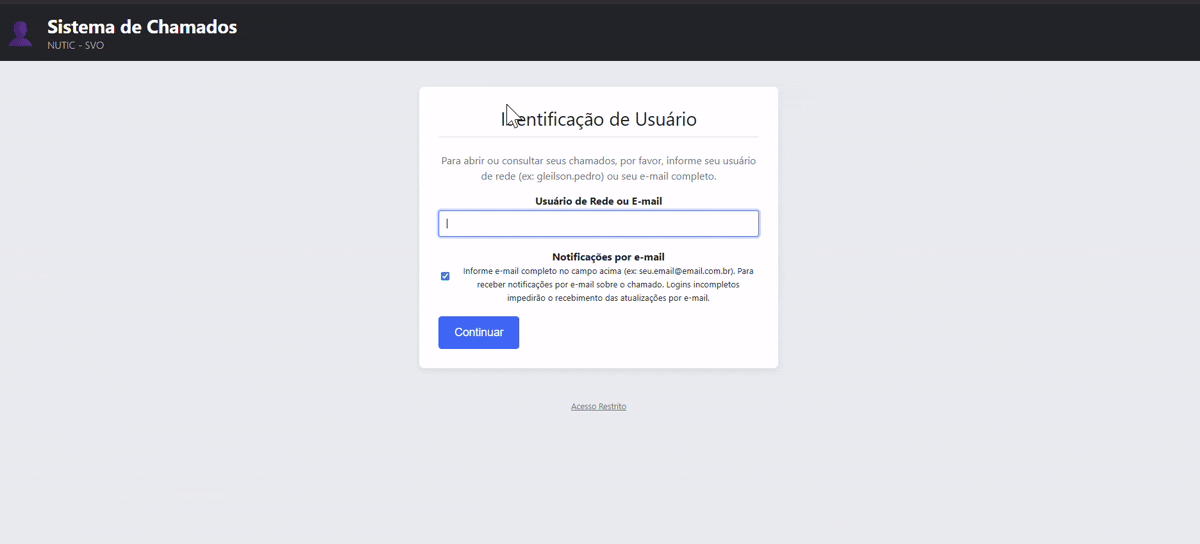 Sistema de Chamados
NUTIC - SVO
Identificação de Usuário
Para abrir ou consultar seus chamados, por favor, informe seu usuário
de rede (ex: gleilson.pedro) ou seu e-mail completo.
Usuário de Rede ou E-mail
Notificações por e-mail
Informe e-mail completo no campo acima (ex: seu.email@email.com.br). Para
receber notificações por e-mail sobre o chamado. Logins incompletos
impedirão o recebimento das atualizações por e-mail.
Continuar
Acesso Restrito